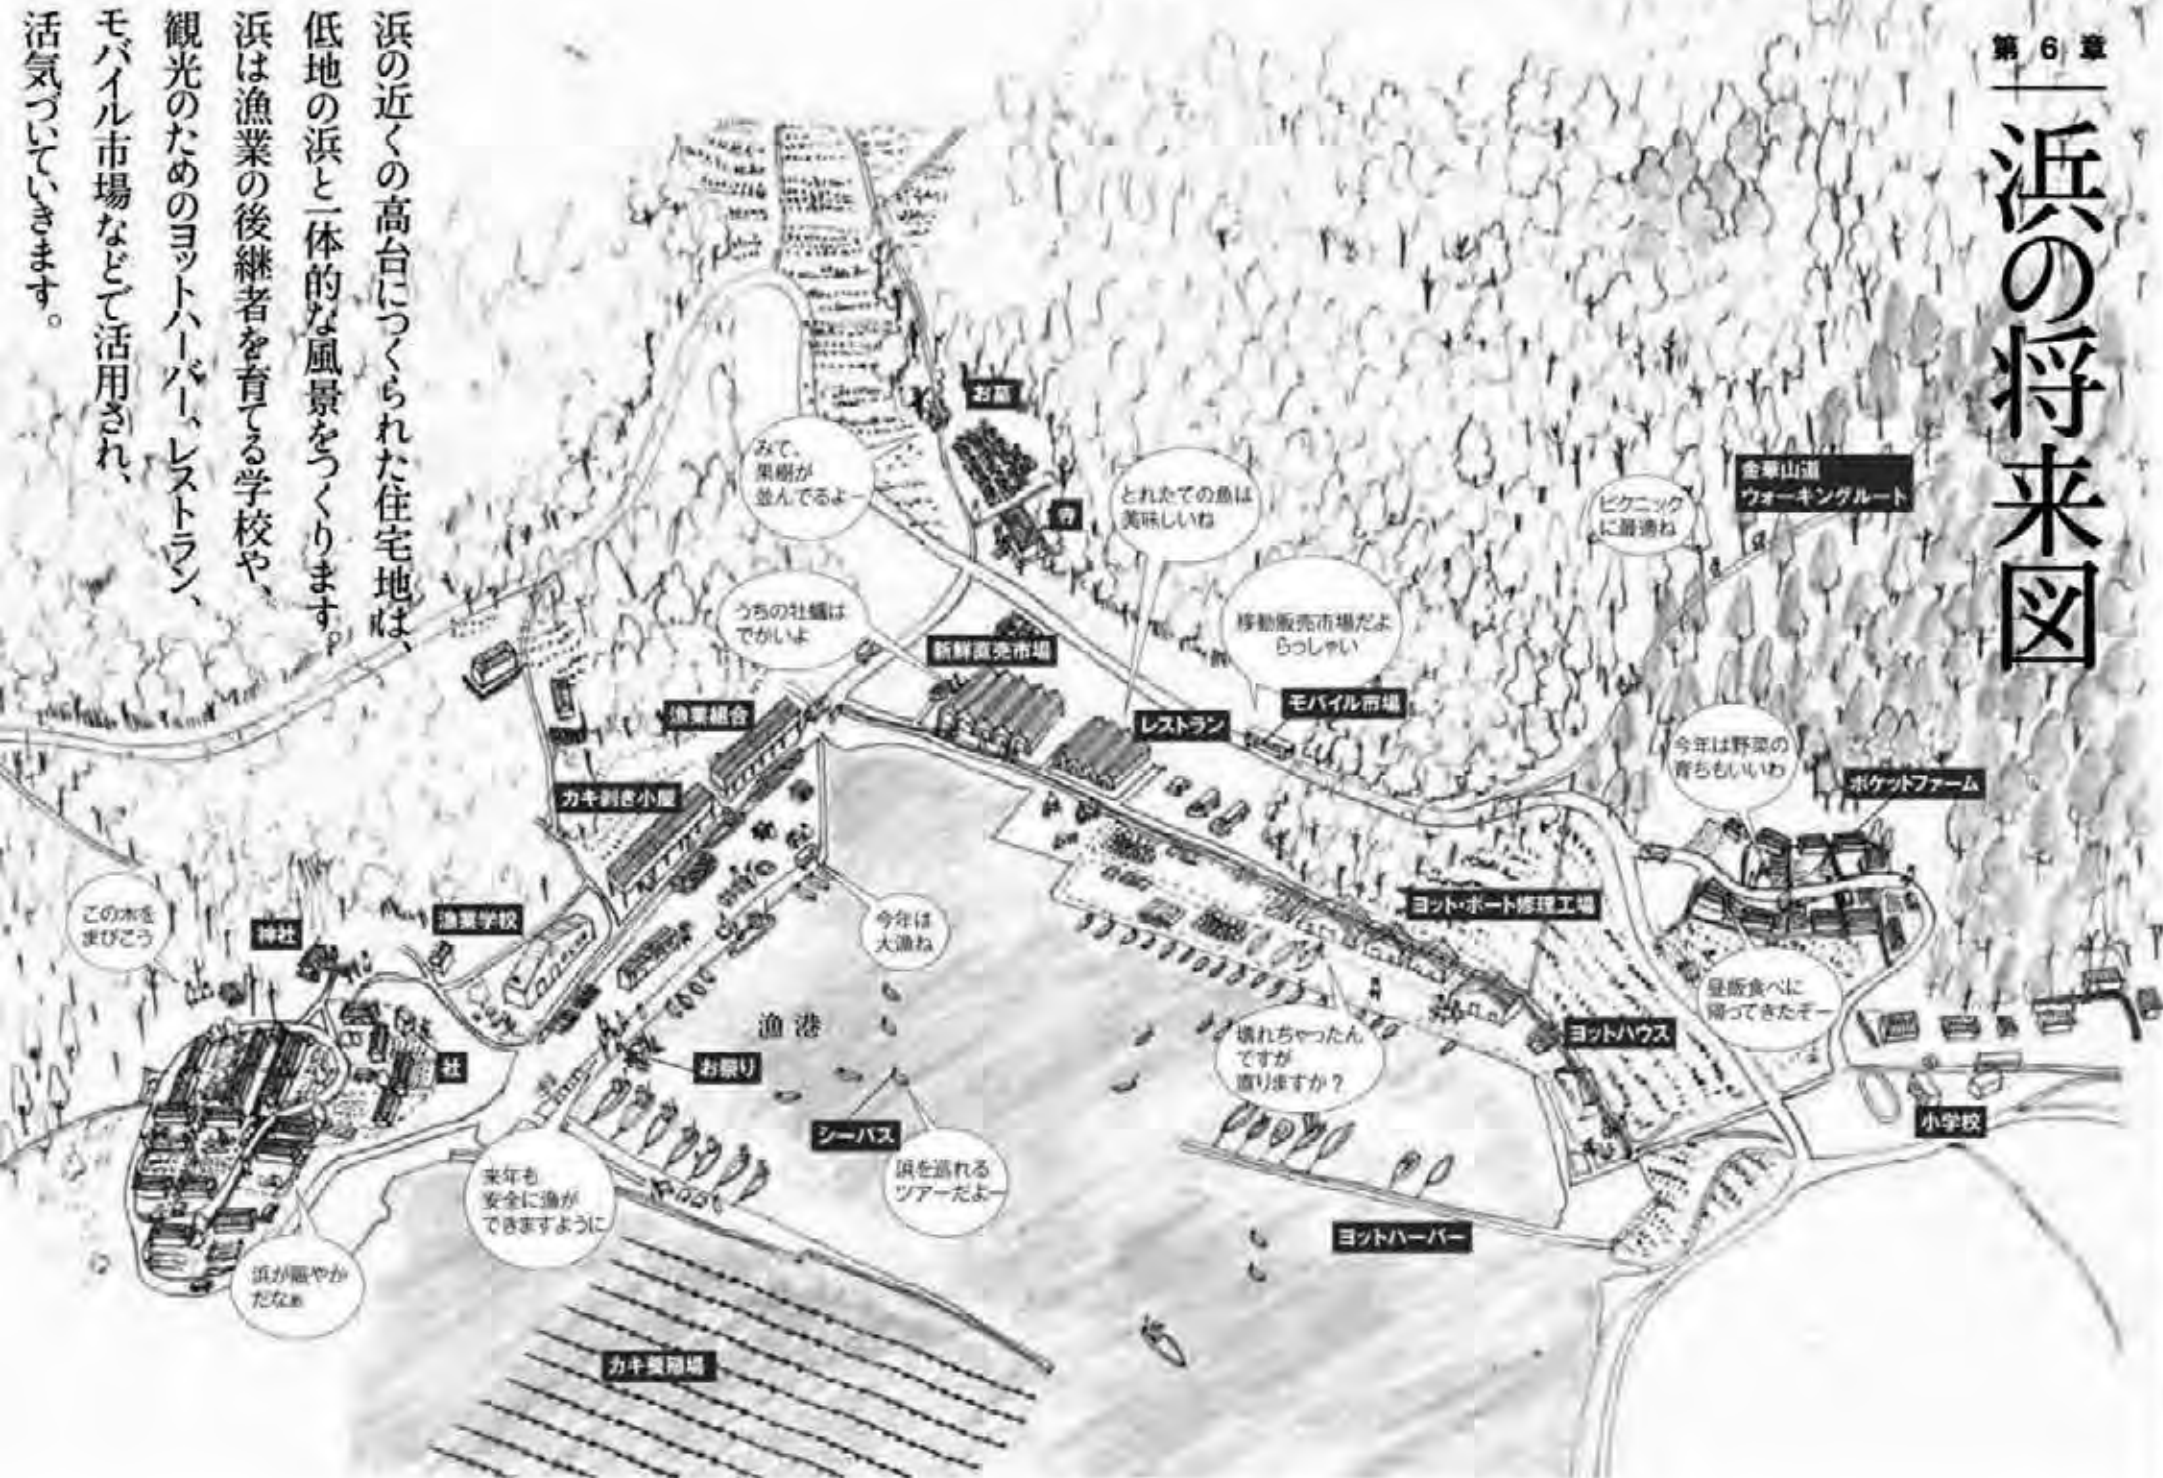 第6章
浜の将来図
浜の近くの高台につくられた住宅地は、
低地の浜と一体的な風景をつくります。
浜は漁業の後継者を育てる学校や、
観光のためのヨットハーバー、レストラン、
モバイル市場などで活用され、
活気づいていきます。
お墓
みて、
果樹が
並んでるよー
寺
とれたての魚は
美味しいね
ピクニック
に最適ね
金華山道
ウォーキングルート
うちの牡蠣は
でかいよ
新鮮直売市場
移動販売市場だよ
らっしゃい
漁業組合
レストラン
モバイル市場
今年は野菜の
育ちもいいわ
ポケットファーム
カキ剥き小屋
この木を
まびこう
神社
漁業学校
今年は
大漁ね
ヨット・ボート修理工場
昼飯食べに
帰ってきたぞー
漁港
壊れちゃったん
ですが
直りますか？
ヨットハウス
社
お祭り
シーバス
小学校
来年も
安全に漁が
できますように
浜を巡れる
ツアーだよー
ヨットハーバー
浜が賑やか
だなぁ
カキ養殖場